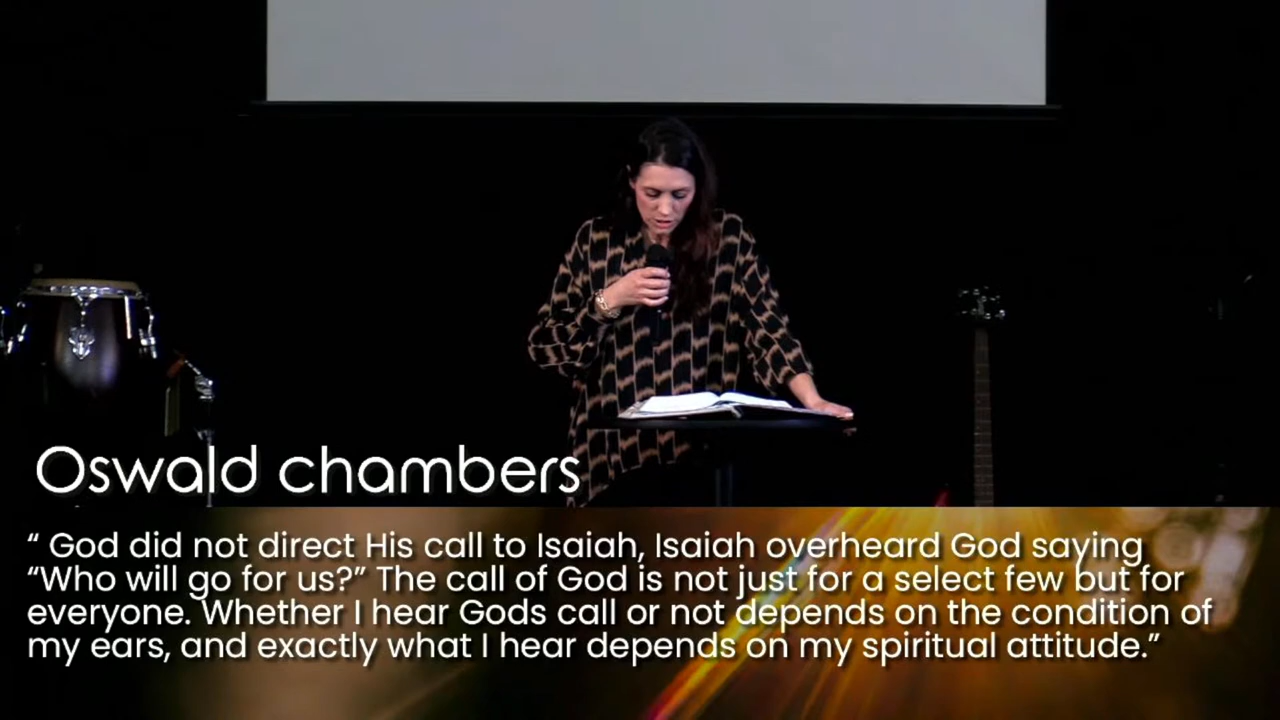 Oswald chambers
“ God did not direct His call to Isaiah, Isaiah overheard God saying
“Who will go for us?” The call of God is not just for a select few but for
everyone. Whether I hear Gods call or not depends on the condition of
my ears, and exactly what I hear depends on my spiritual attitude.”